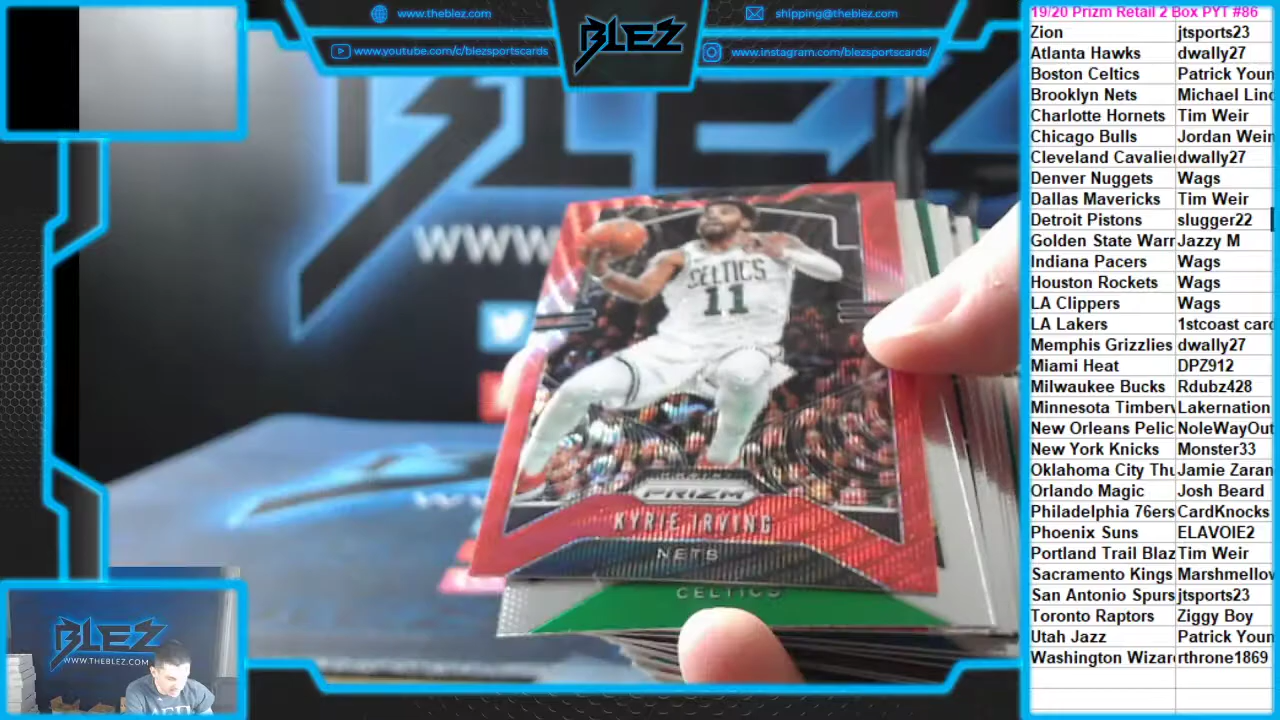 www.theblez.com
www.youtube.com/c/blezsportscards
BLEZ
shipping@theblez.com
www.instagram.com/blezsportscards/
WWW.
CELTICS
11
PRIZM
KYRIE IRVING
NETS
CELTICS
BLEZ
WWW.THEBLEZ.COM
19/20 Prizm Retail 2 Box PYT #86
Zion jtsports23
Atlanta Hawks dwally27
Boston Celtics Patrick Youn
Brooklyn Nets Michael Linc
Charlotte Hornets Tim Weir
Chicago Bulls Jordan Wein
Cleveland Cavalie dwally27
Denver Nuggets Wags
Dallas Mavericks Tim Weir
Detroit Pistons slugger22
Golden State Warr Jazzy M
Indiana Pacers Wags
Houston Rockets Wags
LA Clippers Wags
LA Lakers 1stcoast card
Memphis Grizzlies dwally27
Miami Heat DPZ912
Milwaukee Bucks Rdubz428
Minnesota Timberv Lakernation
New Orleans Pelic NoleWayOut
New York Knicks Monster33
Oklahoma City Thu Jamie Zaran
Orlando Magic Josh Beard
Philadelphia 76ers CardKnocks
Phoenix Suns ELAVOIE2
Portland Trail Blaz Tim Weir
Sacramento Kings Marshmellov
San Antonio Spurs jtsports23
Toronto Raptors Ziggy Boy
Utah Jazz Patrick Youn
Washington Wizar rthrone1869